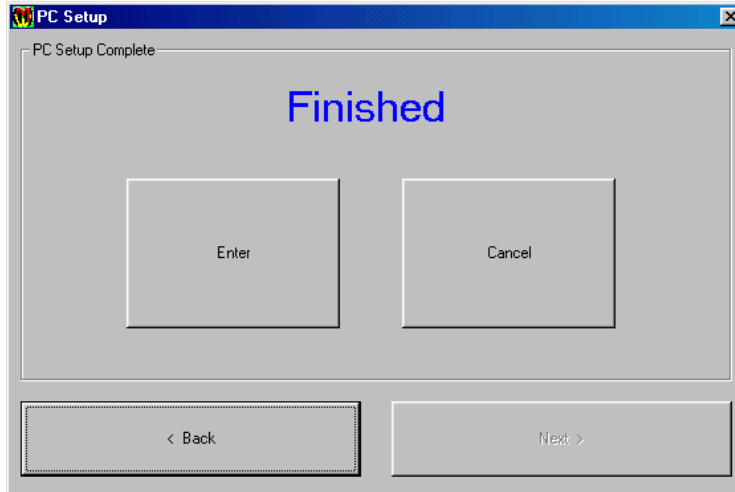 PC Setup
PC Setup Complete
Finished
Enter
Cancel
< Back
Next >